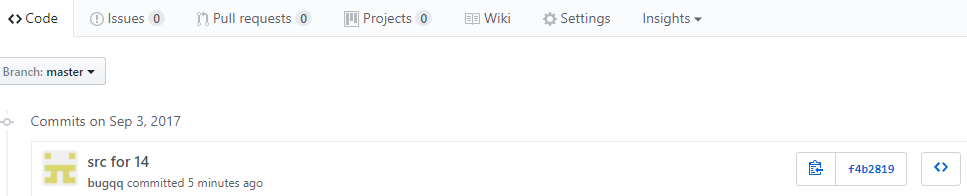 Code Issues 0 Pull requests 0 Projects 0 Wiki Settings Insights
Branch: master
Commits on Sep 3, 2017
src for 14
f4b2819
bugqq committed 5 minutes ago